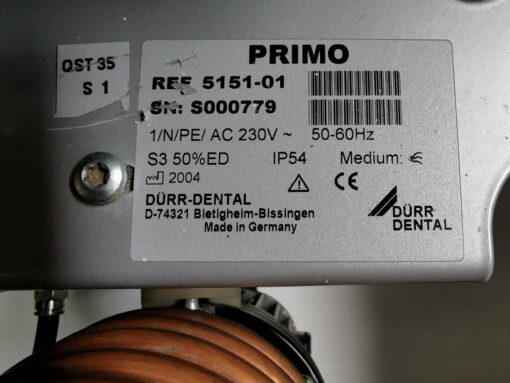 QST 35
S 1
PRIMO
REF 5151-01
SN: S000779
1/N/PE/ AC 230V ~ 50-60Hz
S3 50%ED IP54 Medium:
2004
CE
DÜRR-DENTAL
D-74321 Bietigheim-Bissingen
Made in Germany
DÜRR
DENTAL